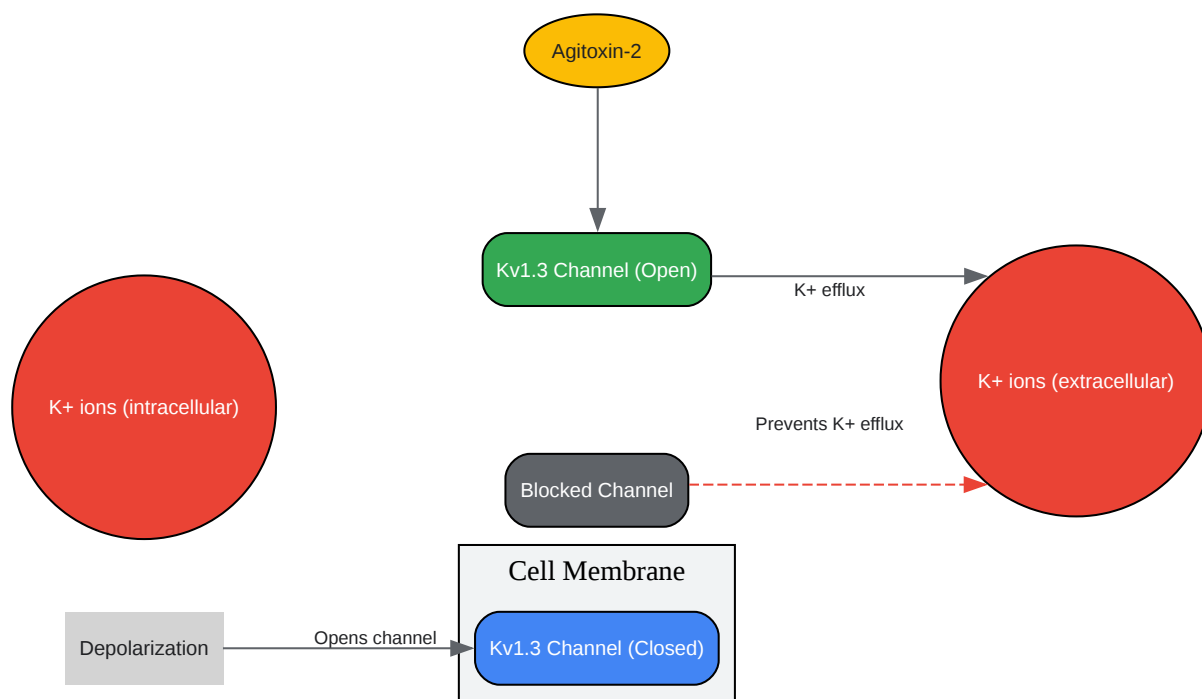 Agitoxin-2
Kv1.3 Channel (Open)
K+ efflux
K+ ions (intracellular)
K+ ions (extracellular)
Prevents K+ efflux
Blocked Channel
Cell Membrane
Depolarization
Opens channel
Kv1.3 Channel (Closed)